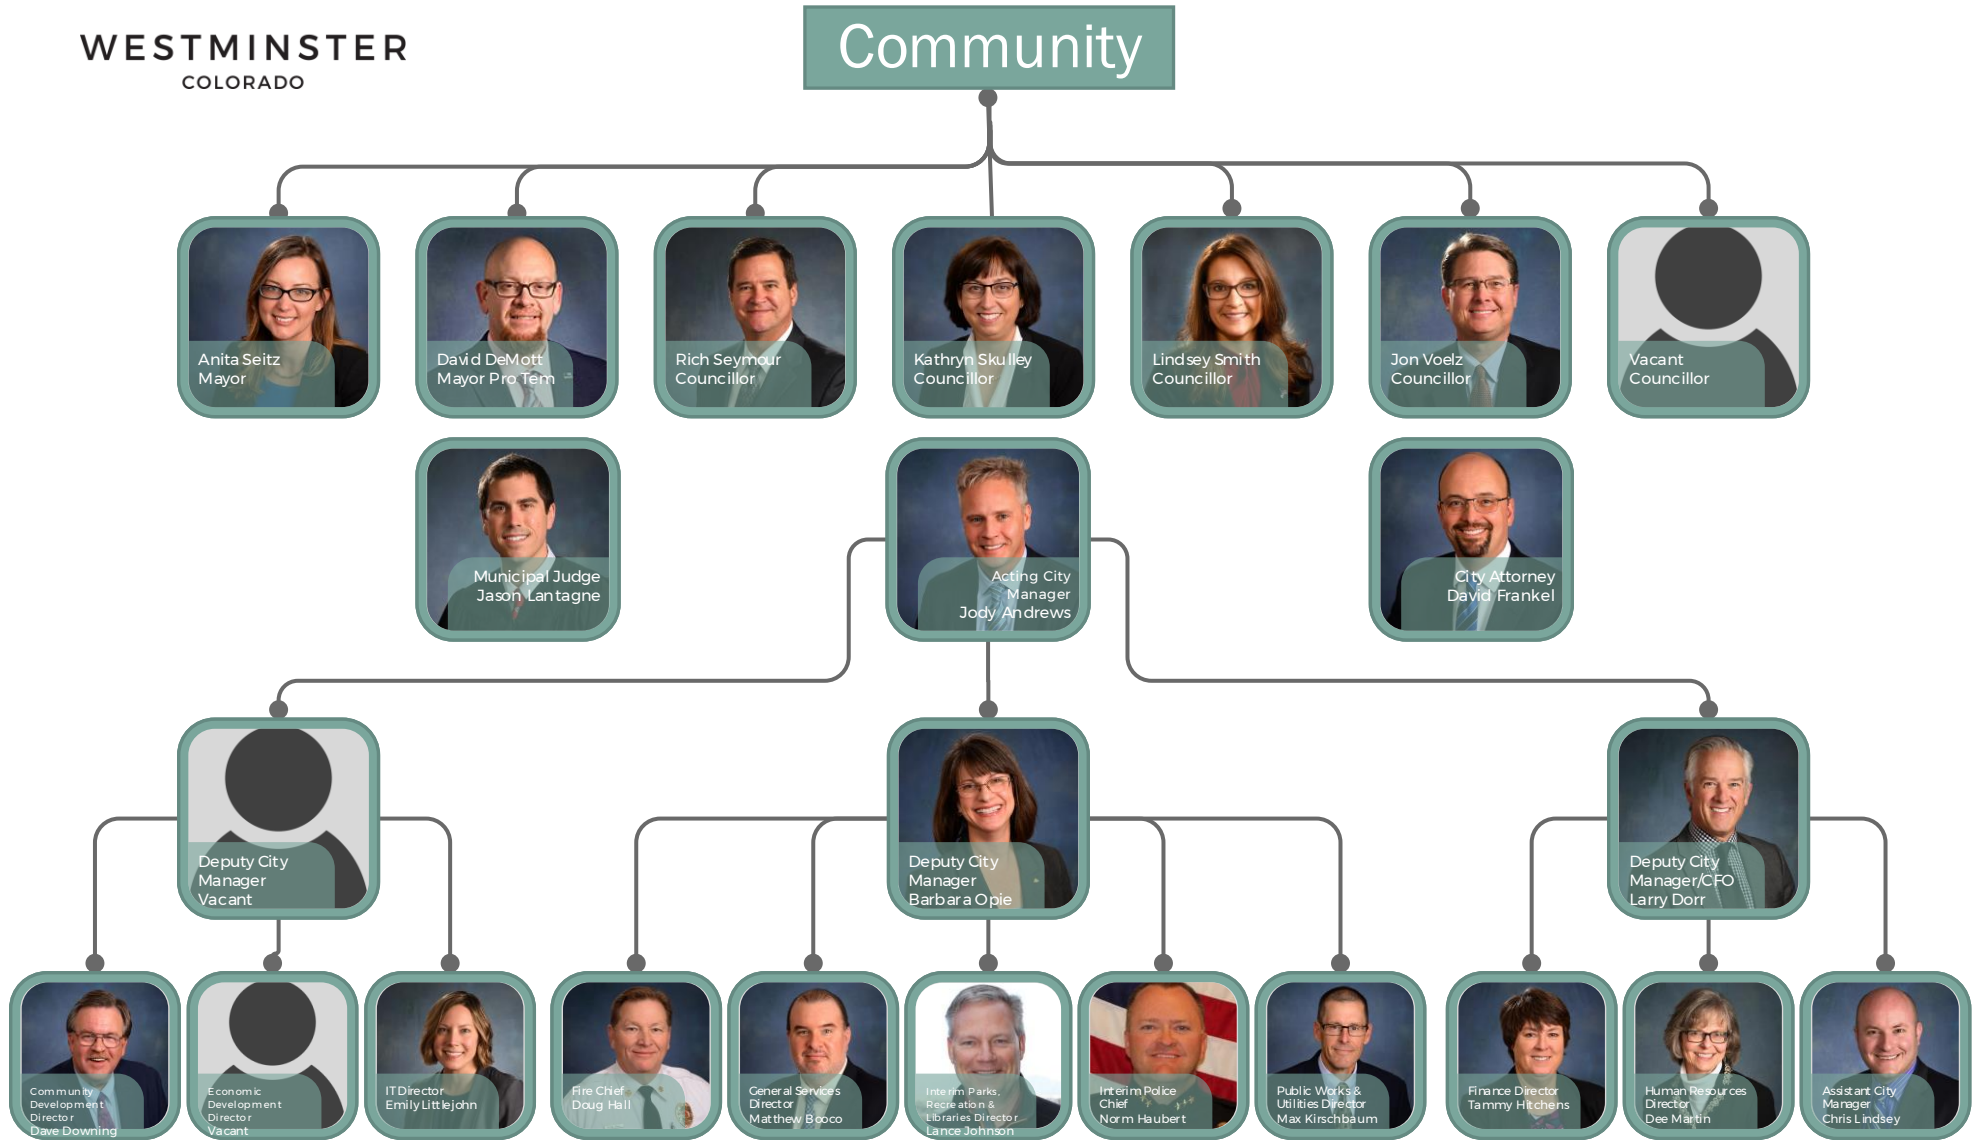 WESTMINSTER
COLORADO
Community
Anita Seitz
Mayor
David DeMott
Mayor Pro Tem
Rich Seymour
Councillor
Kathryn Skulley
Councillor
Lindsey Smith
Councillor
Jon Voelz
Councillor
Vacant
Councillor
Municipal Judge
Jason Lantagne
Acting City
Manager
Jody Andrews
City Attorney
David Frankel
Deputy City
Manager
Vacant
Deputy City
Manager
Barbara Opie
Deputy City
Manager/CFO
Larry Dorr
Community
Development
Director
Dave Downing
Economic
Development
Director
Vacant
IT Director
Emily Littlejohn
Fire Chief
Doug Hall
General Services
Director
Matthew Booco
Interim Parks,
Recreation &
Libraries Director
Lance Johnson
Interim Police
Chief
Norm Haubert
Public Works &
Utilities Director
Max Kirschbaum
Finance Director
Tammy Hitchens
Human Resources
Director
Dee Martin
Assistant City
Manager
Chris Lindsey